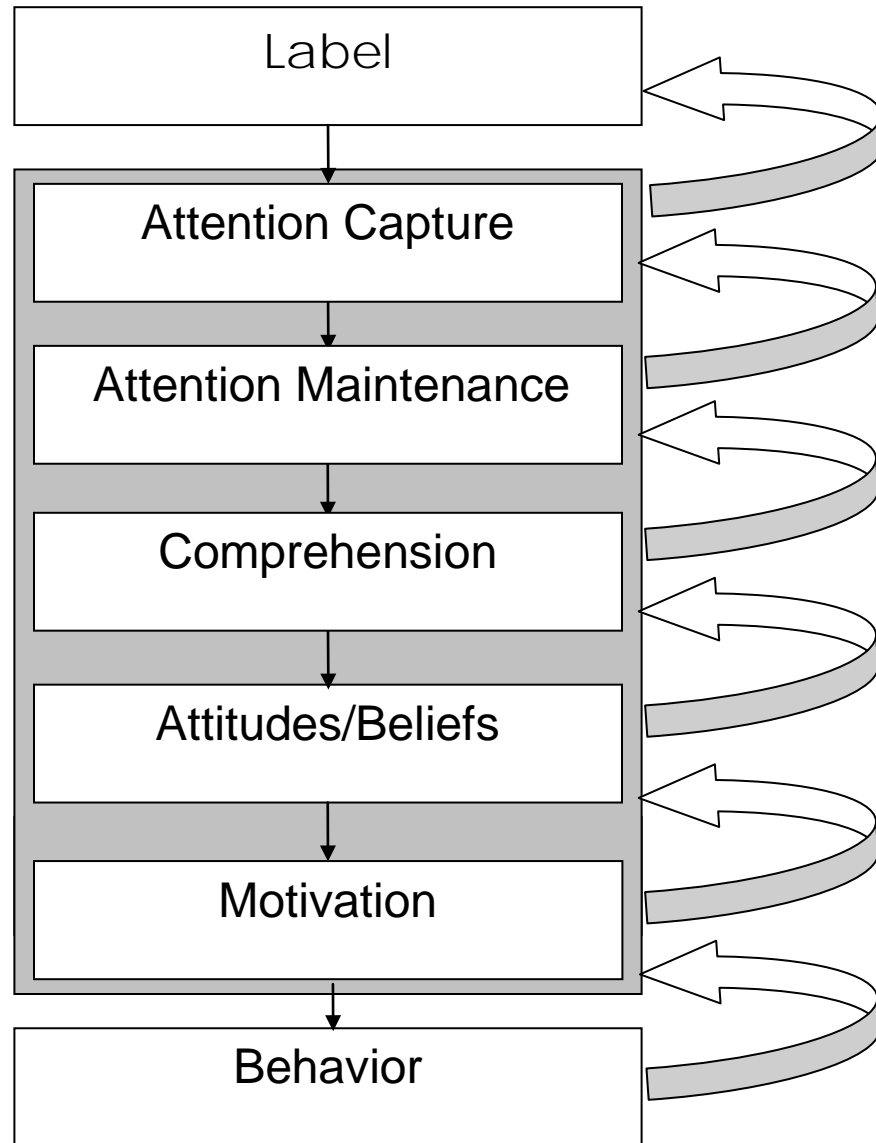 Label
Attention Capture
Attention Maintenance
Comprehension
Attitudes/Beliefs
Motivation
Behavior